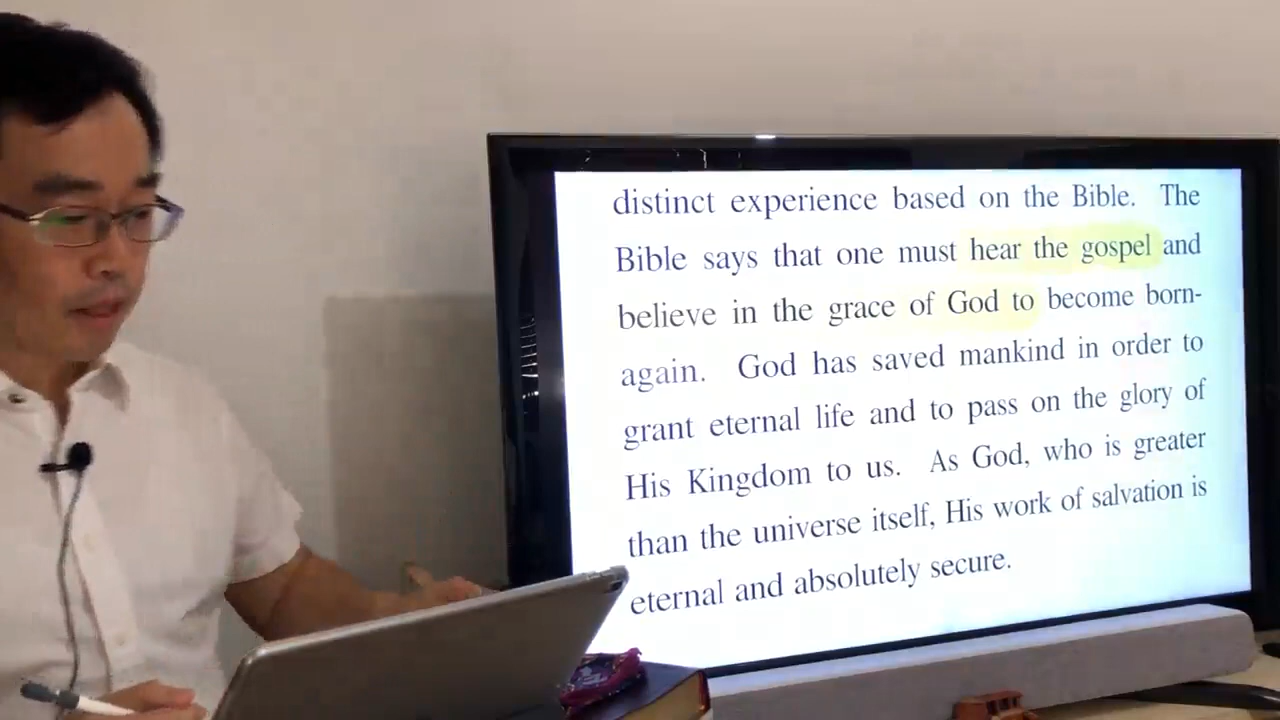 distinct experience based on the Bible. The
Bible says that one must hear the gospel and
believe in the grace of God to become born-
again. God has saved mankind in order to
grant eternal life and to pass on the glory of
His Kingdom to us. As God, who is greater
than the universe itself, His work of salvation is
eternal and absolutely secure.